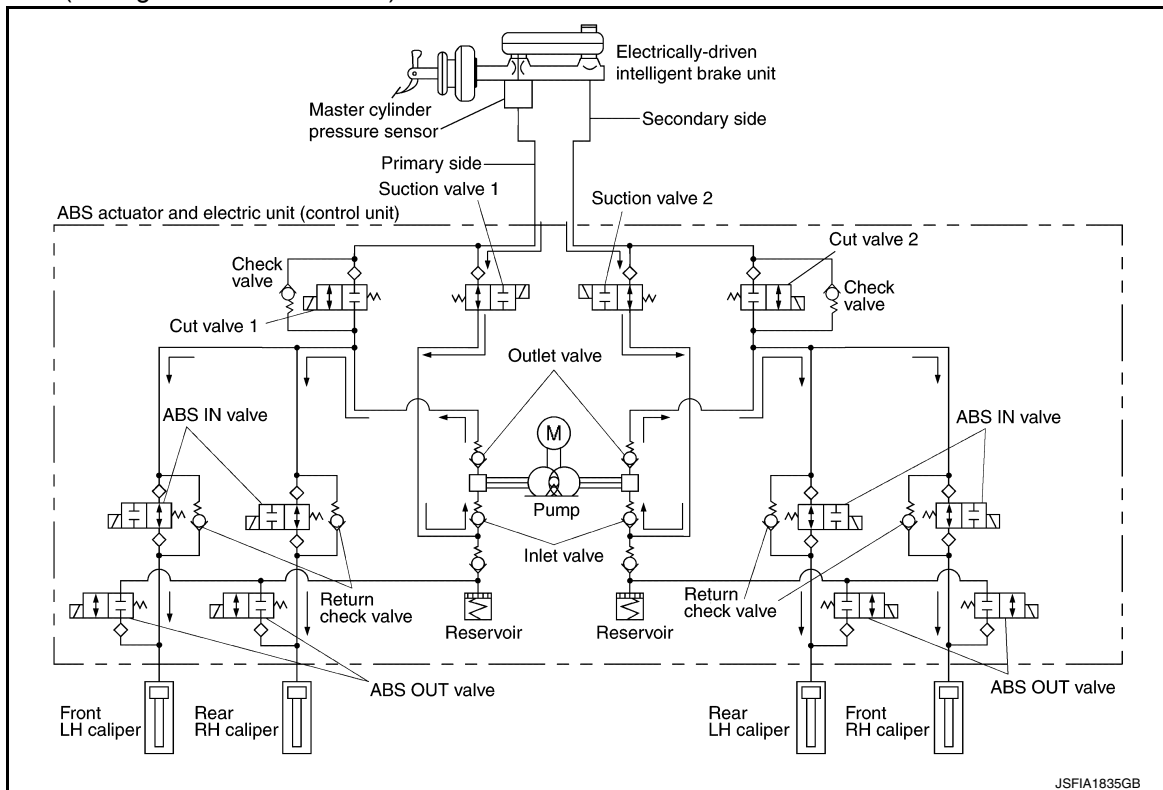 Electrically-driven
intelligent brake unit
Master cylinder
pressure sensor
Secondary side
Primary side
Suction valve 1
Suction valve 2
ABS actuator and electric unit (control unit)
Cut valve 2
Check
valve
Check
valve
Cut valve 1
Outlet valve
ABS IN valve
M
ABS IN valve
Pump
Inlet valve
Return
check valve
Return
check valve
Reservoir
Reservoir
ABS OUT valve
ABS OUT valve
Front
LH caliper
Rear
RH caliper
Rear
LH caliper
Front
RH caliper
JSFIA1835GB